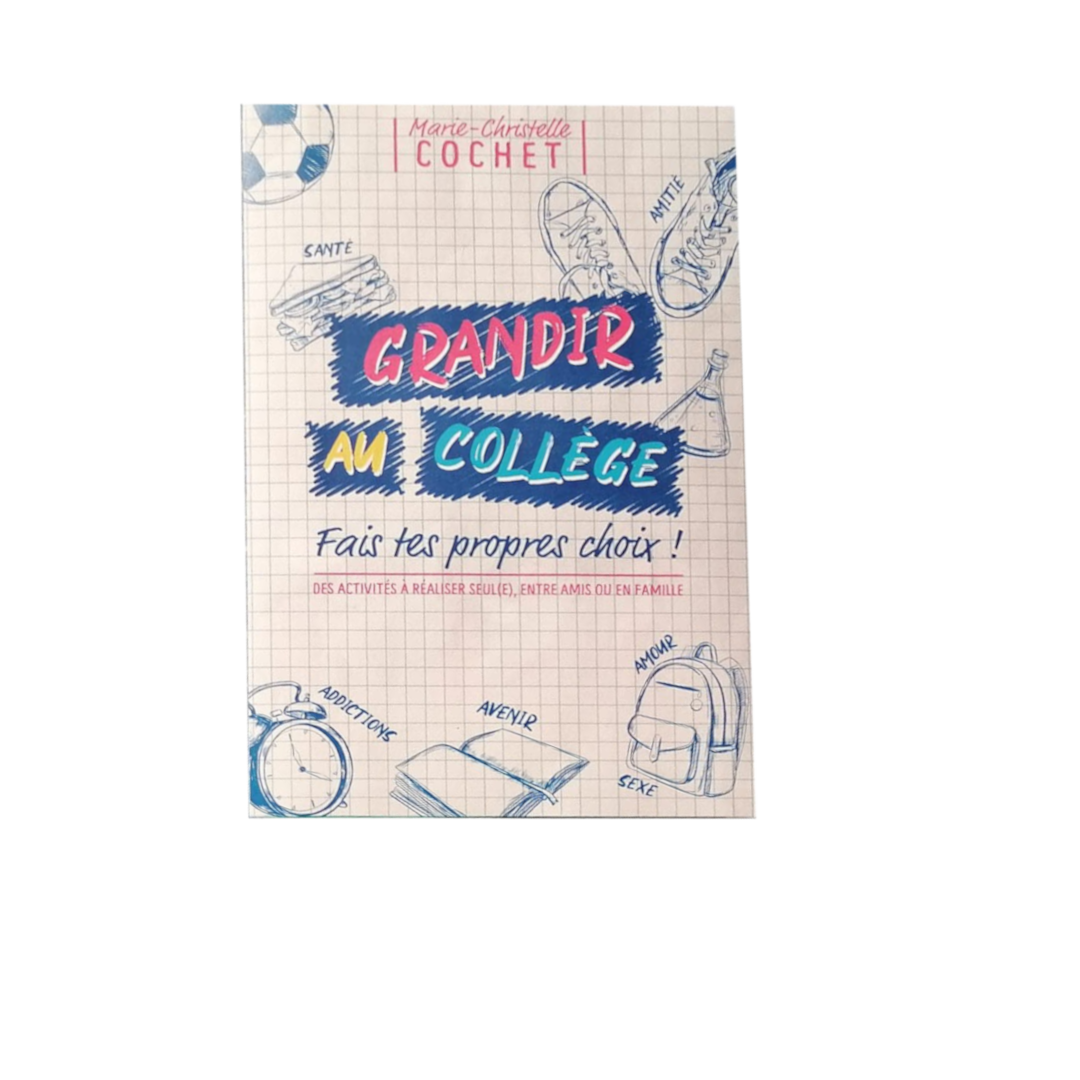 Marie-Christelle
COCHET
AMITIÉ
SANTÉ
GRANDIR
AU COLLÈGE
Fais tes propres choix !
DES ACTIVITÉS À RÉALISER SEUL(E), ENTRE AMIS OU EN FAMILLE
AMOUR
ADDICTIONS
AVENIR
SEXE